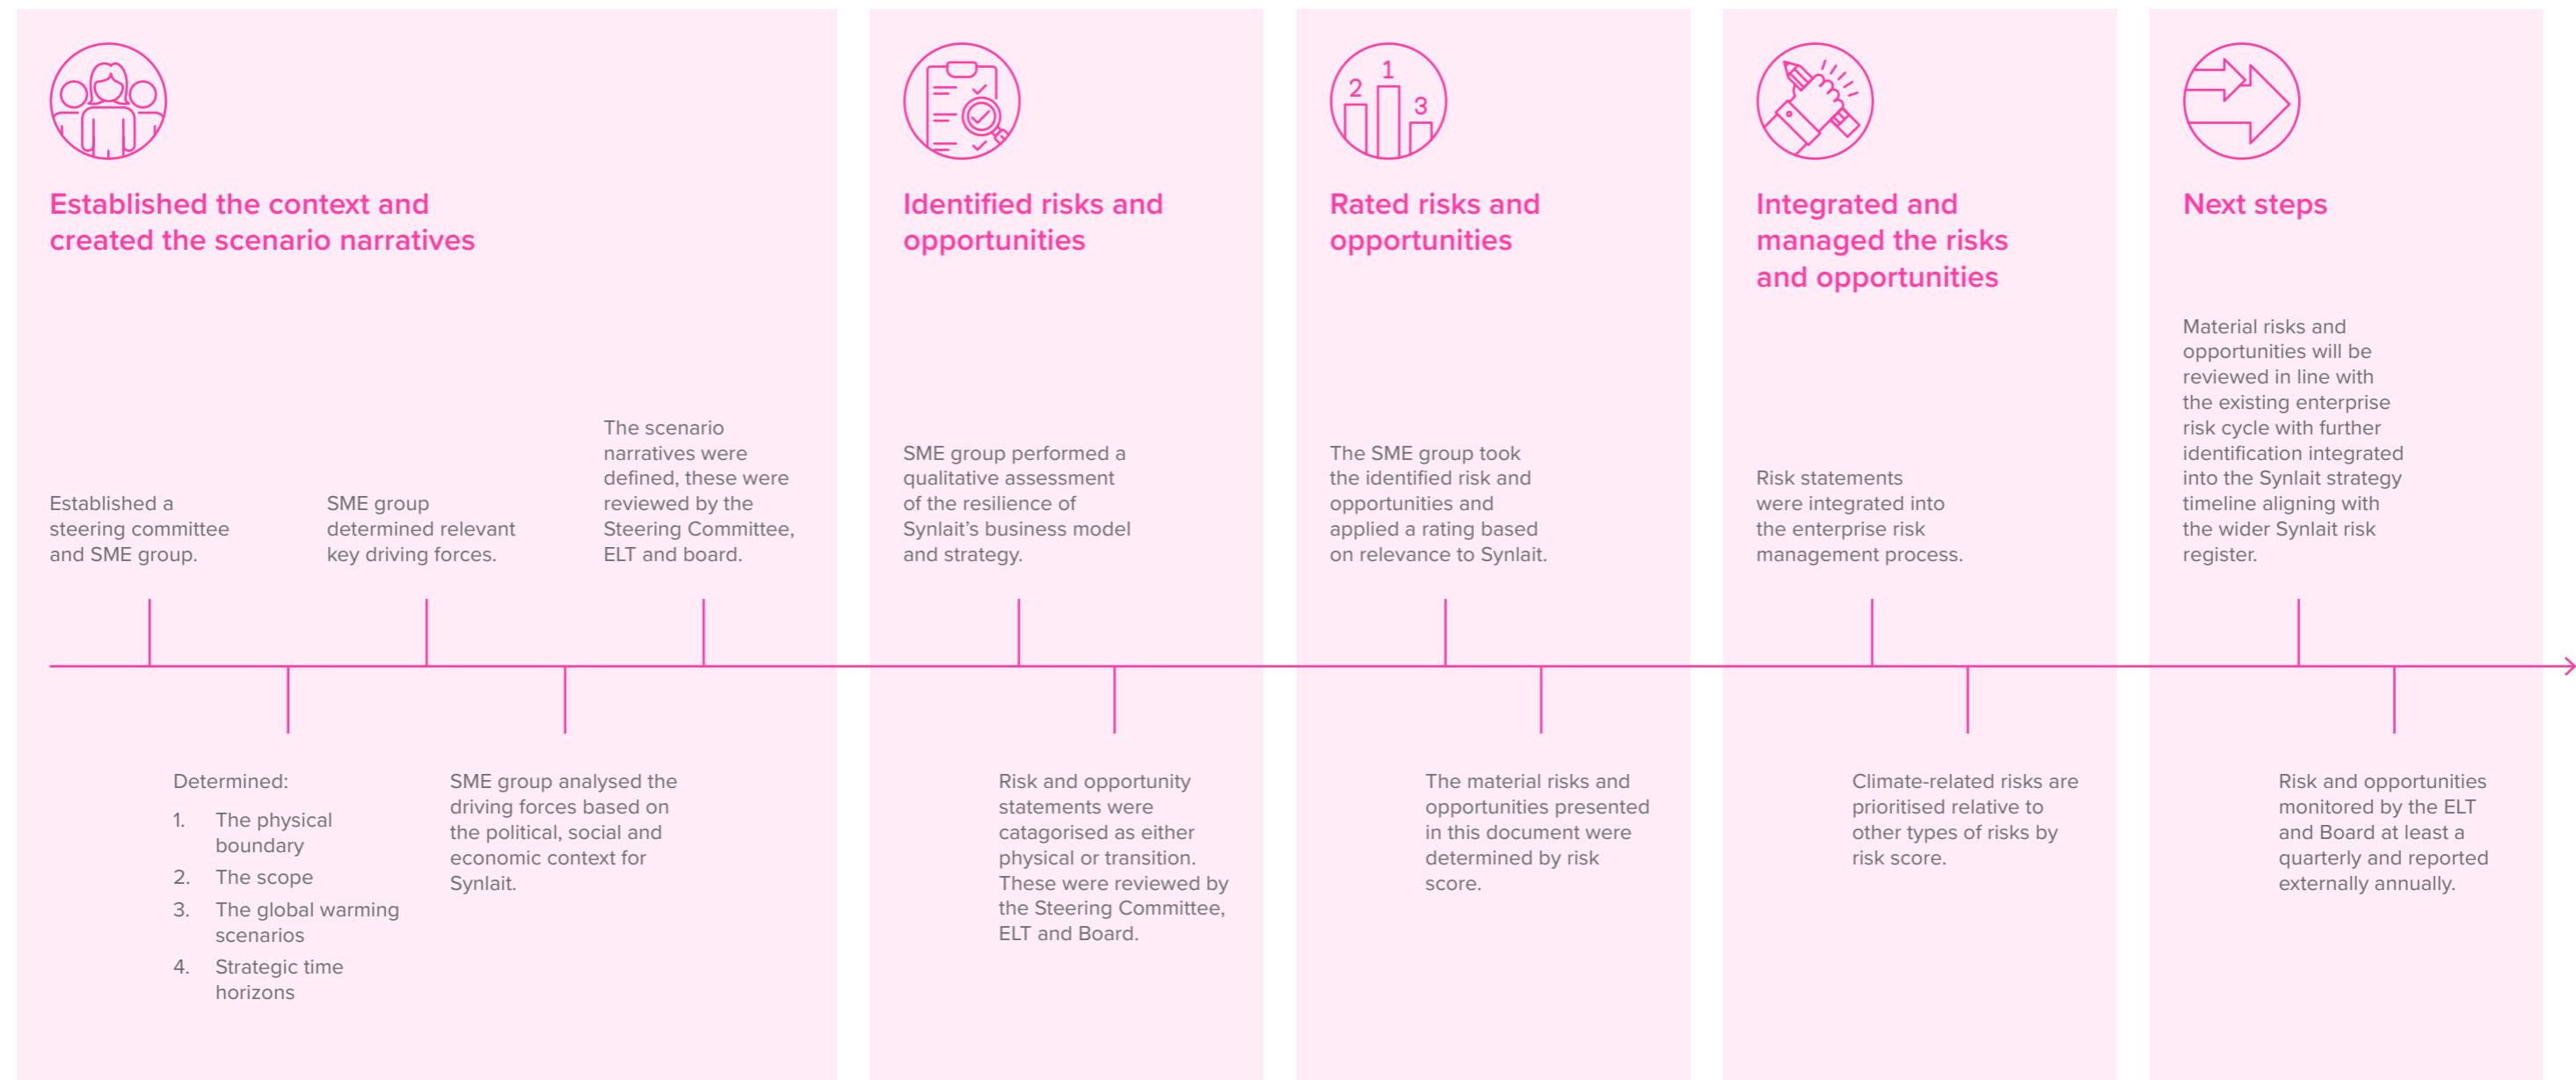 Established the context and
created the scenario narratives
Established a
steering committee
and SME group.
Determined:
1. The physical
boundary
2. The scope
3. The global warming
scenarios
4. Strategic time
horizons
SME group
determined relevant
key driving forces.
SME group analysed the
driving forces based on
the political, social and
economic context for
Synlait.
The scenario
narratives were
defined, these were
reviewed by the
Steering Committee,
ELT and board.
Identified risks and
opportunities
SME group performed a
qualitative assessment
of the resilience of
Synlait's business model
and strategy.
Risk and opportunity
statements were
catagorised as either
physical or transition.
These were reviewed by
the Steering Committee,
ELT and Board.
2
1
3
Rated risks and
opportunities
The SME group took
the identified risk and
opportunities and
applied a rating based
on relevance to Synlait.
The material risks and
opportunities presented
in this document were
determined by risk
score.
Integrated and
managed the risks
and opportunities
Risk statements
were integrated into
the enterprise risk
management process.
Climate-related risks are
prioritised relative to
other types of risks by
risk score.
Next steps
Material risks and
opportunities will be
reviewed in line with
the existing enterprise
risk cycle with further
identification integrated
into the Synlait strategy
timeline aligning with
the wider Synlait risk
register.
Risk and opportunities
monitored by the ELT
and Board at least a
quarterly and reported
externally annually.